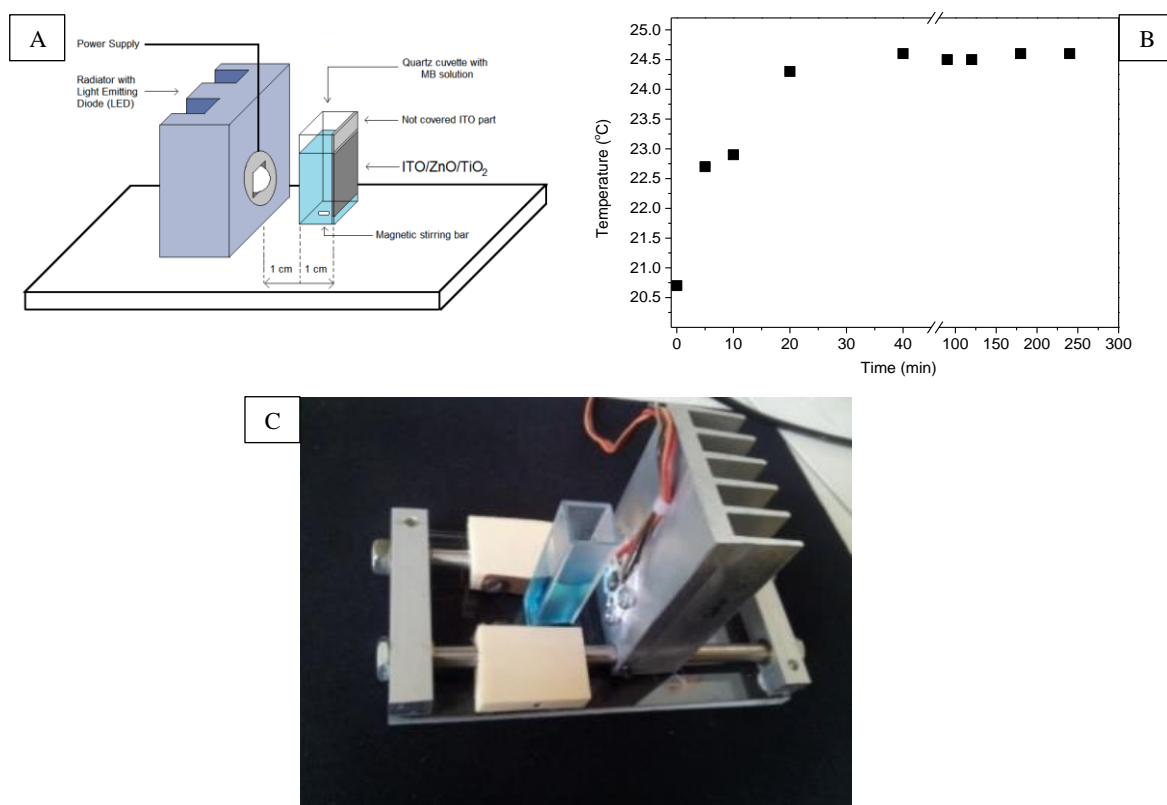 A
Power Supply
Radiator with
Light Emitting
Diode (LED)
Quartz cuvette with
MB solution
Not covered ITO part
ITO/ZnO/TiO₂
Magnetic stirring bar
1 cm
1 cm
B
25.0
24.5
24.0
23.5
23.0
22.5
22.0
21.5
21.0
20.5
Temperature (°C)
0 10 20 30 40 100 150 200 250 300
Time (min)
C